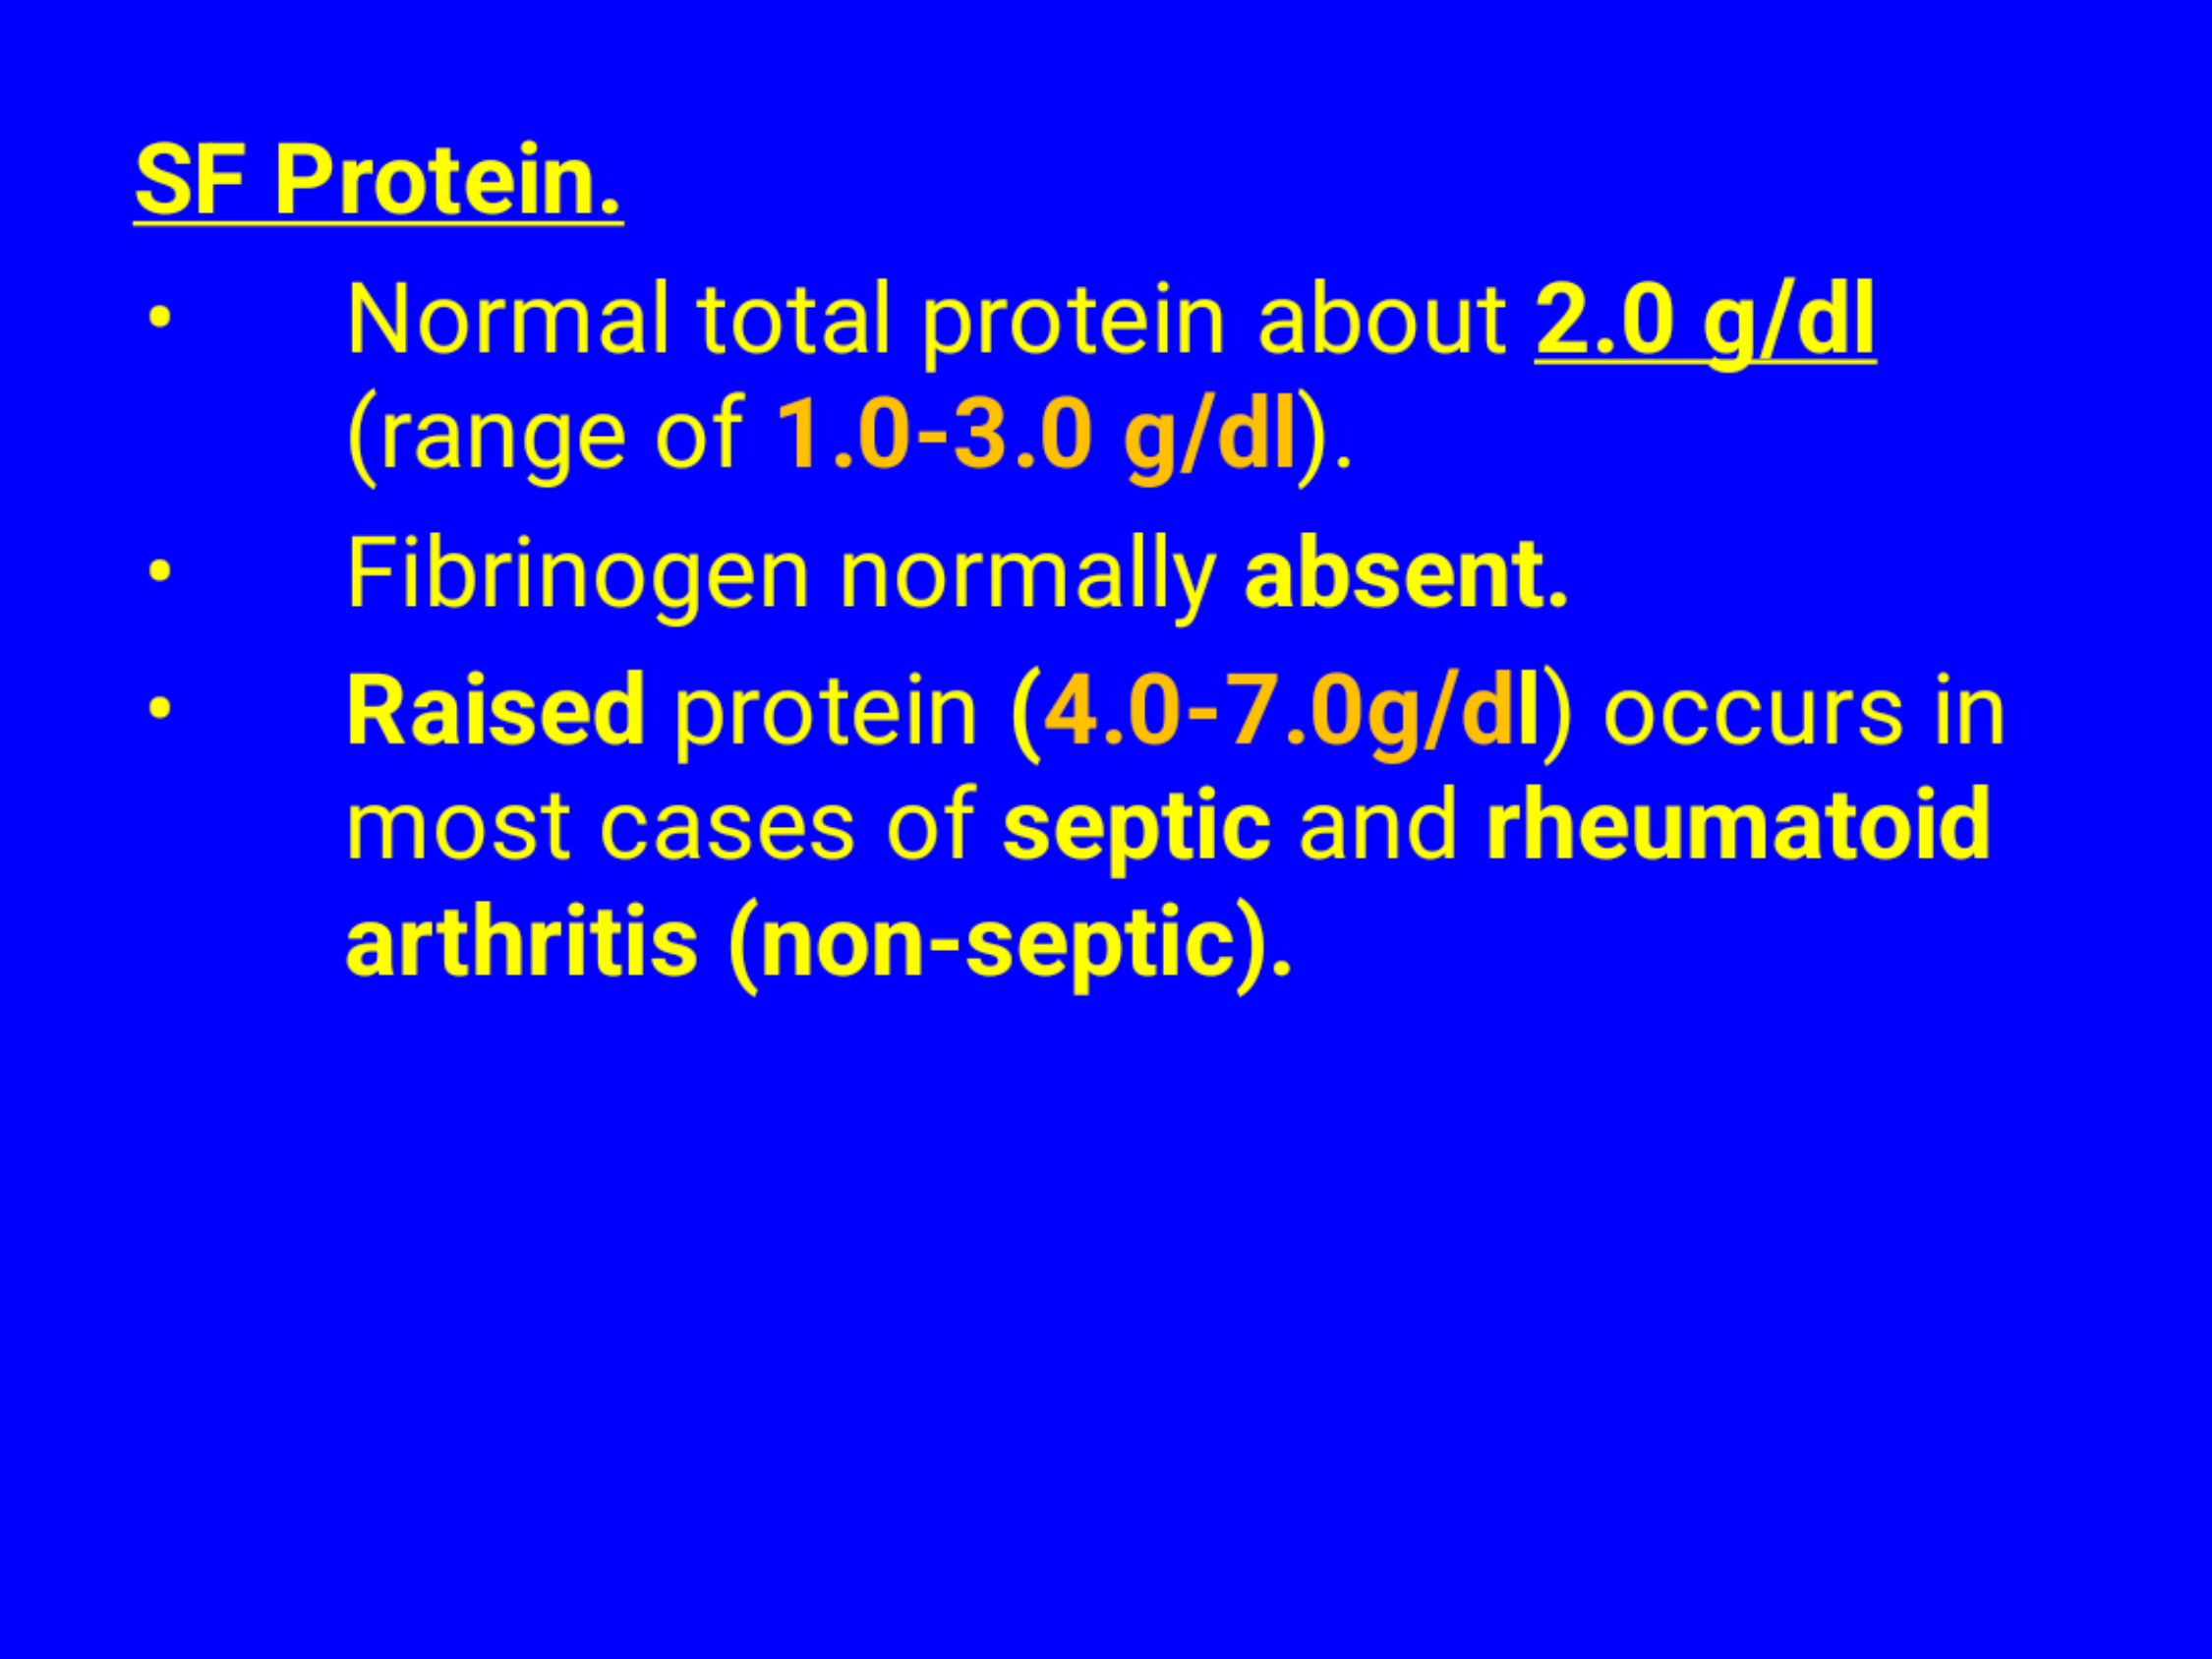 SF Protein.
• Normal total protein about 2.0 g/dl
(range of 1.0-3.0 g/dl).
• Fibrinogen normally absent.
• Raised protein (4.0-7.0g/dl) occurs in
most cases of septic and rheumatoid
arthritis (non-septic).